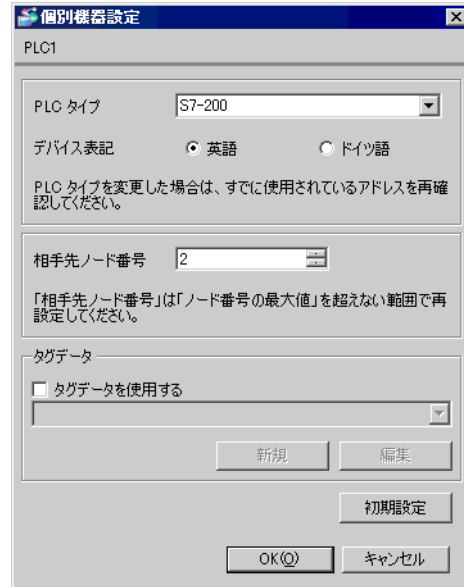 個別機器設定
PLC1
PLC タイプ S7-200
デバイス表記 英語 ドイツ語
PLC タイプを変更した場合は、すでに使用されているアドレスを再確
認してください。
相手先ノード番号 2
「相手先ノード番号」は「ノード番号の最大値」を超えない範囲で再
設定してください。
タグデータ
タグデータを使用する
新規 編集
初期設定
OK(O) キャンセル